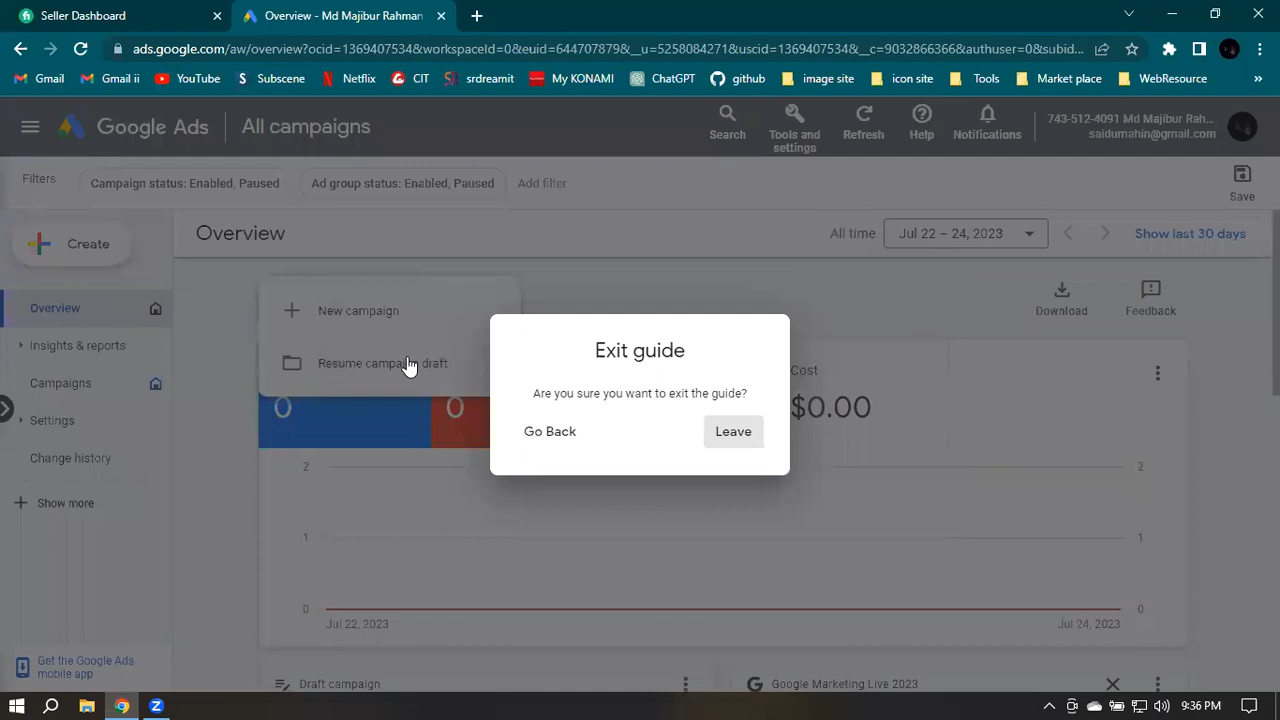 Seller Dashboard
Overview - Md Majibur Rahman
ads.google.com/aw/overview?ocid=1369407534&workspaceId=0&euid=644707879&__u=5258084271&uscid=1369407534&__c=9032866366&authuser=0&subid...
Gmail
Gmail ii
YouTube
Subscene
Netflix
CIT
srdreamit
My KONAMI
ChatGPT
github
image site
icon site
Tools
Market place
WebResource
»
Google Ads
All campaigns
Search
Tools and
settings
Refresh
Help
Notifications
743-512-4091 Md Majibur Rah...
saidumahin@gmail.com
Filters
Campaign status: Enabled, Paused
Ad group status: Enabled, Paused
Add filter
Save
Create
Overview
All time
Jul 22 – 24, 2023
Show last 30 days
Overview
Insights & reports
Campaigns
Settings
Change history
Show more
New campaign
Resume campaign draft
Download
Feedback
0
0
Cost
$0.00
Exit guide
Are you sure you want to exit the guide?
Go Back
Leave
2
2
1
1
0
0
Jul 22, 2023
Jul 24, 2023
Get the Google Ads
mobile app
Draft campaign
Google Marketing Live 2023
9:36 PM